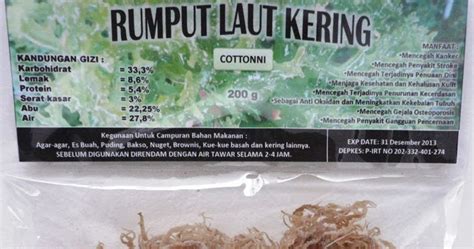 RUMPUT LAUT KERING
COTTONNI
200 g
KANDUNGAN GIZI :
Karbohidrat = 33,3%
Lemak = 8,6%
Protein = 5,4%
Serat kasar = 3%
Abu = 22,25%
Air = 27,8%
MANFAAT :
•Mencegah Kanker
•Mencegah Penyakit Stroke
•Mencegah Terjadinya Penuaan Dini
•Menjaga Kesehatan dan Kehalusan Kulit
•Mencegah Terjadinya Penurunan Kecerdasan
•Sebagai Anti Oksidan dan Meningkatkan Kekebalan Tubuh
•Mencegah Gejala Osteoporosis
•Mencegah Penyakit Gangguan Pencernaan
Kegunaan Untuk Campuran Bahan Makanan :
Agar-agar, Es Buah, Puding, Bakso, Nuget, Brownis, Kue-kue basah dan kering lainnya.
SEBELUM DIGUNAKAN DIRENDAM DENGAN AIR TAWAR SELAMA 2-4 JAM.
EXP DATE: 31 Desember 2013
DEPKES: P-IRT NO 202-332-401-274